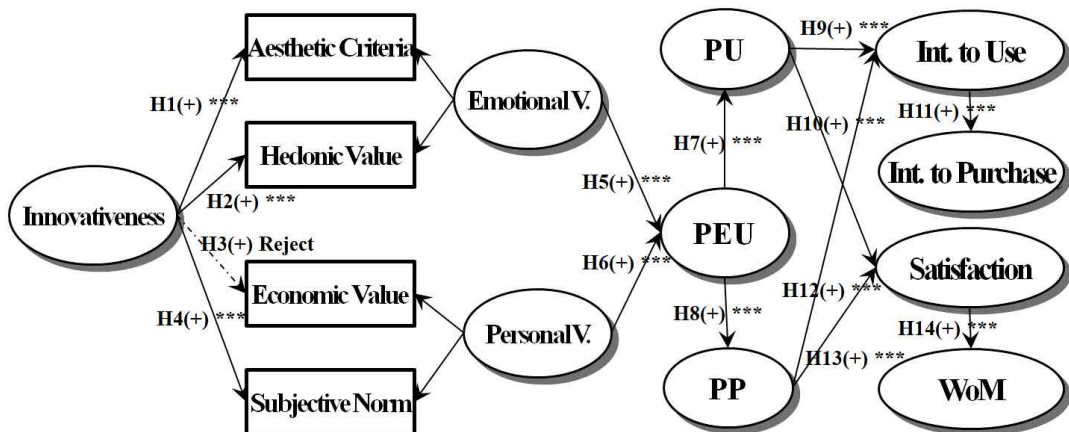 Aesthetic Criteria
Hedonic Value
Economic Value
Subjective Norm
Innovativeness
H1(+) ***
H2(+) ***
H3(+) Reject
H4(+) ***
Emotional V.
Personal V.
H5(+) ***
H6(+) ***
PU
PEU
PP
H7(+) ***
H8(+) ***
H9(+) ***
H10(+) ***
H11(+) ***
H12(+) ***
H13(+) ***
H14(+) ***
Int. to Use
Int. to Purchase
Satisfaction
WoM